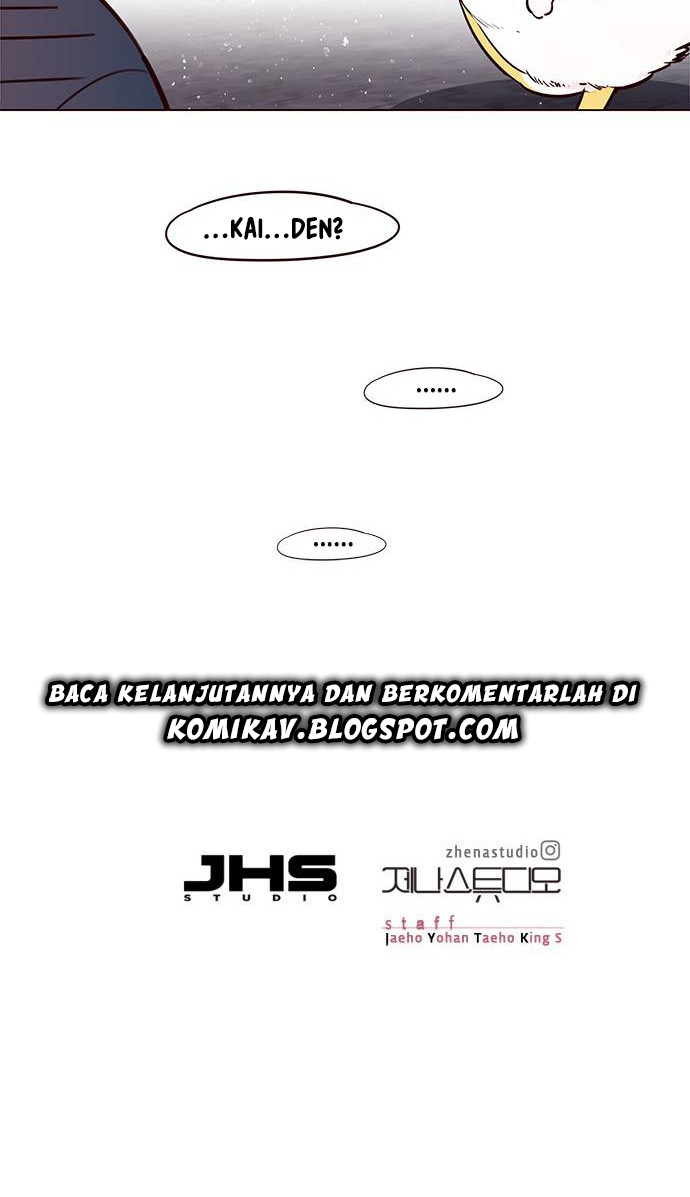 ...KAI...DEN?
......
......
BACA KELANJUTANNYA DAN BERKOMENTARLAH DI
KOMIKAV.BLOGSPOT.COM
JHS
STUDIO
zhenastudio
제나스튜디오
staff
Jaeho Yohan Taeho King S